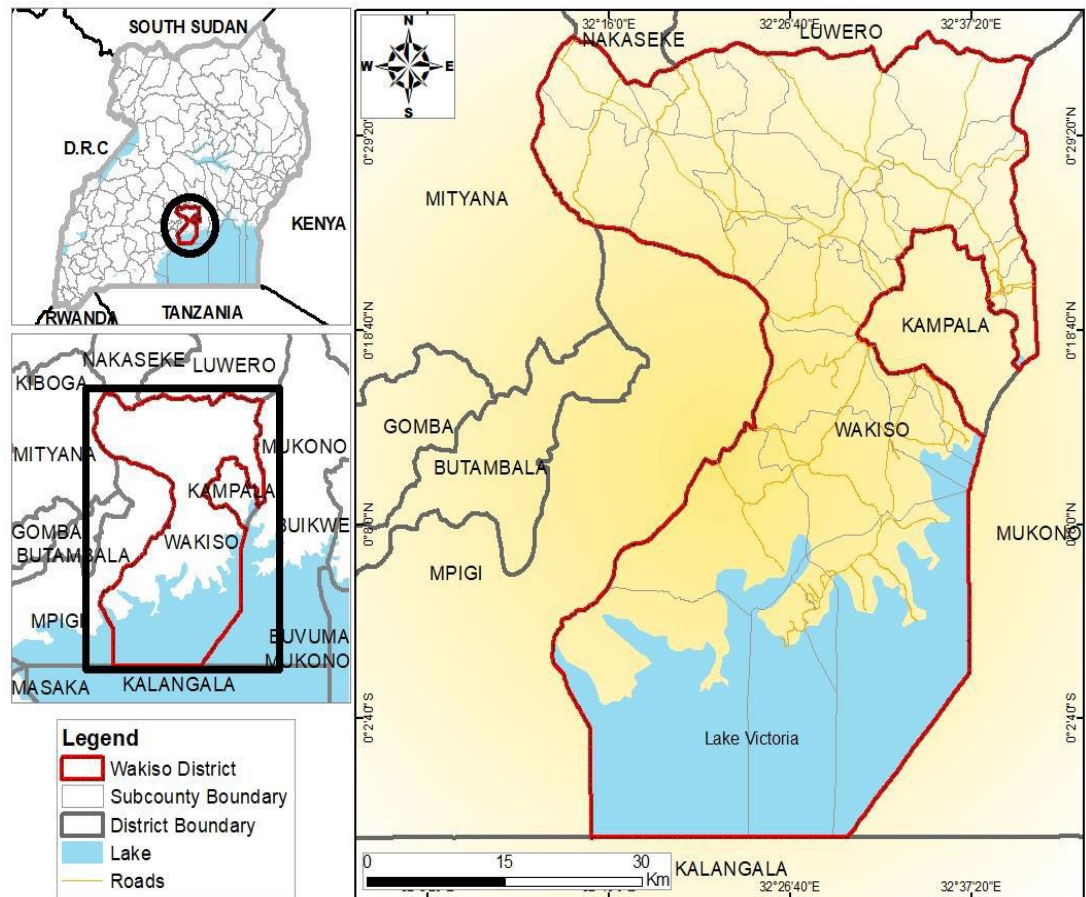 SOUTH SUDAN
D.R.C
KENYA
RWANDA
TANZANIA
NAKASEKE
LUWERO
KIBOGA
MITYANA
MUKONO
KAMPALA
GOMBA
BUIKWE
WAKISO
BUTAMBALA
MPIGI
BUVUMA
MUKONO
MASAKA
KALANGALA
Legend
Wakiso District
Subcounty Boundary
District Boundary
Lake
Roads
32°16'0"E
32°26'40"E
32°37'20"E
NAKASEKE
LUWERO
N
W
E
S
0°29'20"N
0°29'20"N
MITYANA
0°18'40"N
0°18'40"N
KAMPALA
GOMBA
WAKISO
BUTAMBALA
0°8'0"N
MUKONO
MPIGI
0°2'40"S
0°2'40"S
Lake Victoria
0
15
30
Km
KALANGALA
32°26'40"E
32°37'20"E